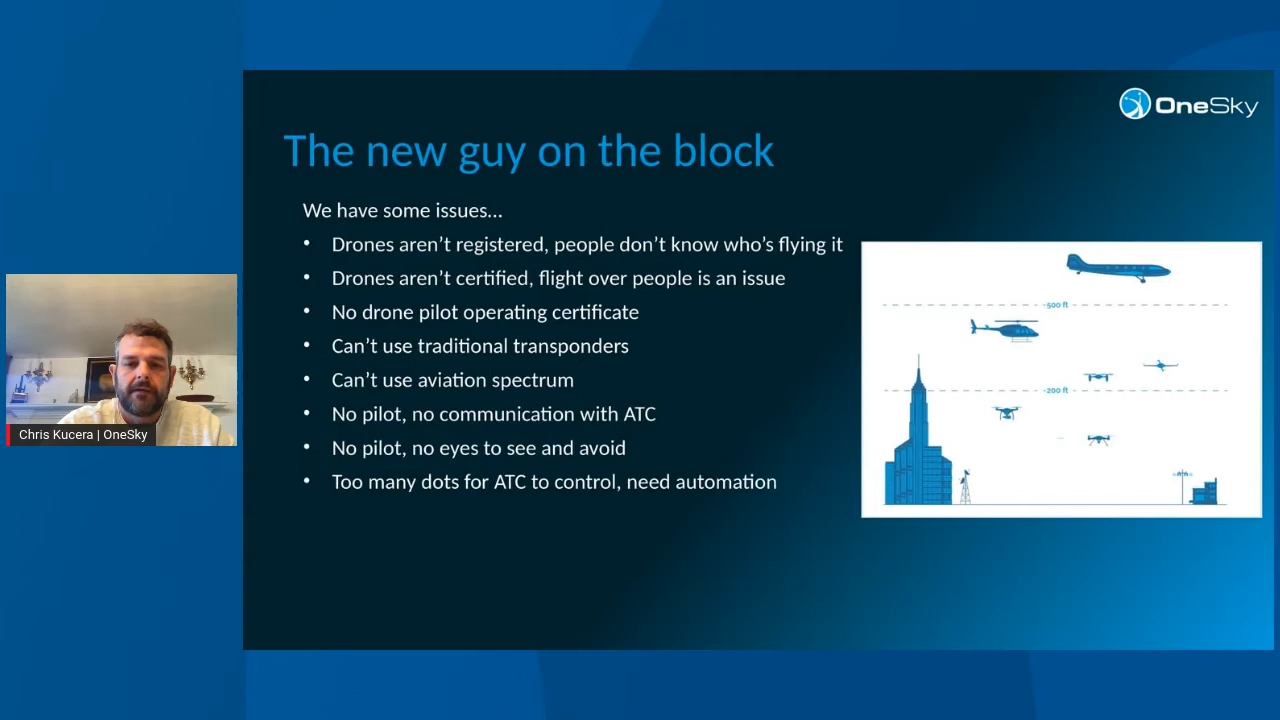 OneSky
The new guy on the block
We have some issues...
• Drones aren’t registered, people don’t know who’s flying it
• Drones aren’t certified, flight over people is an issue
• No drone pilot operating certificate
• Can’t use traditional transponders
• Can’t use aviation spectrum
• No pilot, no communication with ATC
• No pilot, no eyes to see and avoid
• Too many dots for ATC to control, need automation
500 ft
200 ft
Chris Kucera | OneSky